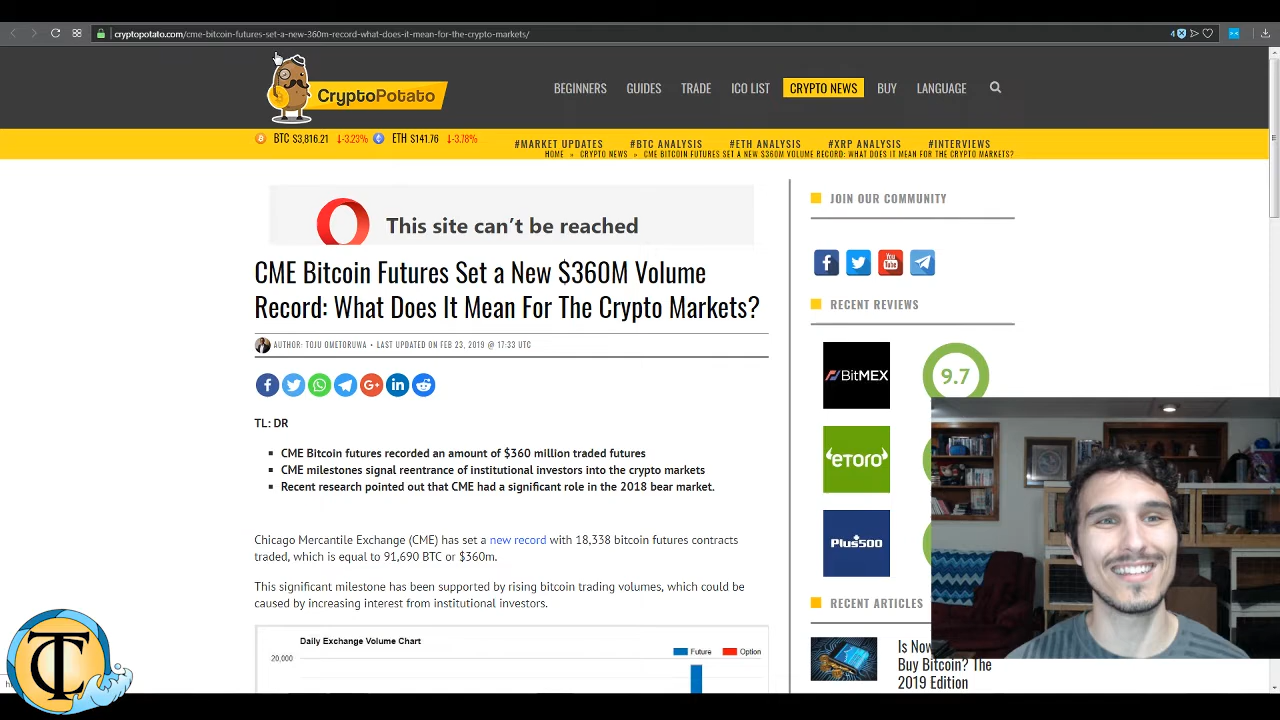 cryptopotato.com/cme-bitcoin-futures-set-a-new-360m-record-what-does-it-mean-for-the-crypto-markets/
4
CryptoPotato
BEGINNERS GUIDES TRADE ICO LIST CRYPTO NEWS BUY LANGUAGE
BTC $3,816.21 ↓-3.23% ETH $141.76 ↓-3.78%
#MARKET UPDATES #BTC ANALYSIS #ETH ANALYSIS #XRP ANALYSIS #INTERVIEWS
HOME » CRYPTO NEWS » CME BITCOIN FUTURES SET A NEW $360M VOLUME RECORD: WHAT DOES IT MEAN FOR THE CRYPTO MARKETS?
This site can't be reached
CME Bitcoin Futures Set a New $360M Volume
Record: What Does It Mean For The Crypto Markets?
AUTHOR: TOJU OMETORUWA • LAST UPDATED ON FEB 23, 2019 @ 17:33 UTC
TL: DR
CME Bitcoin futures recorded an amount of $360 million traded futures
CME milestones signal reentrance of institutional investors into the crypto markets
Recent research pointed out that CME had a significant role in the 2018 bear market.
Chicago Mercantile Exchange (CME) has set a new record with 18,338 bitcoin futures contracts
traded, which is equal to 91,690 BTC or $360m.
This significant milestone has been supported by rising bitcoin trading volumes, which could be
caused by increasing interest from institutional investors.
Daily Exchange Volume Chart
Future Option
20,000
JOIN OUR COMMUNITY
You
Tube
RECENT REVIEWS
BitMEX
9.7
eToro
Plus500
RECENT ARTICLES
Is Now
Buy Bitcoin? The
2019 Edition
TC